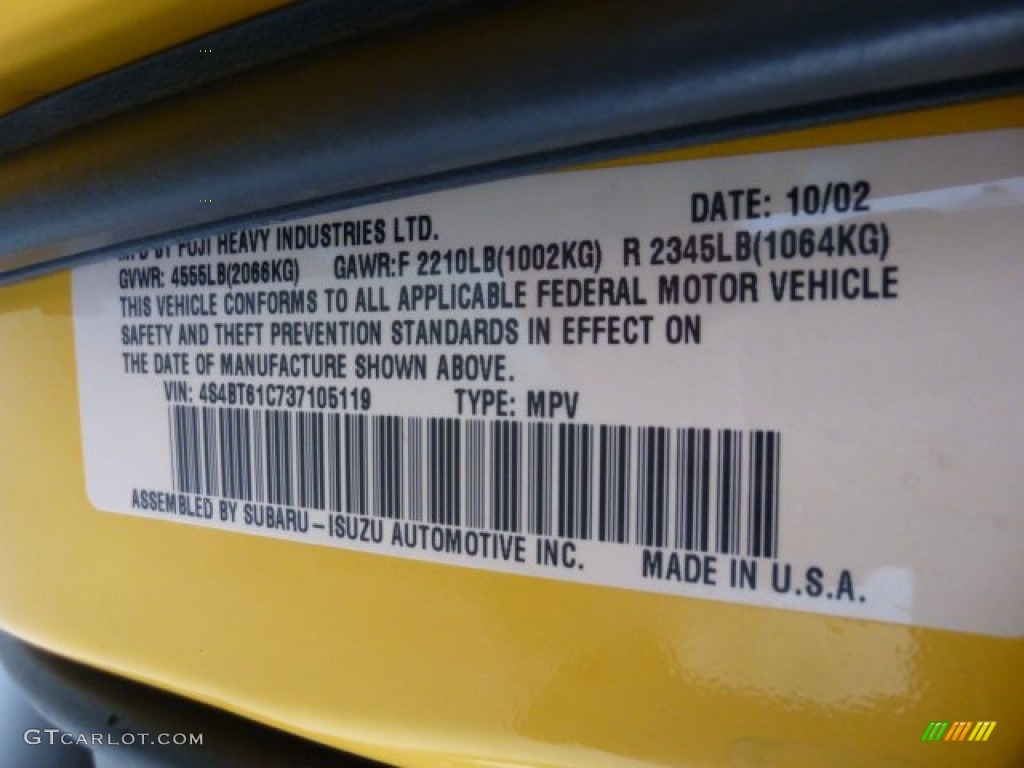 MFD BY FUJI HEAVY INDUSTRIES LTD. DATE: 10/02
GVWR: 4555LB(2066KG) GAWR:F 2210LB(1002KG) R 2345LB(1064KG)
THIS VEHICLE CONFORMS TO ALL APPLICABLE FEDERAL MOTOR VEHICLE
SAFETY AND THEFT PREVENTION STANDARDS IN EFFECT ON
THE DATE OF MANUFACTURE SHOWN ABOVE.
VIN: 4S4BT61C737105119 TYPE: MPV
ASSEMBLED BY SUBARU-ISUZU AUTOMOTIVE INC. MADE IN U.S.A.
GTCARLOT.COM